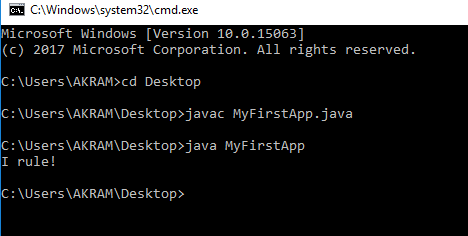 C:\Windows\system32\cmd.exe
Microsoft Windows [Version 10.0.15063]
(c) 2017 Microsoft Corporation. All rights reserved.
C:\Users\AKRAM>cd Desktop
C:\Users\AKRAM\Desktop>javac MyFirstApp.java
C:\Users\AKRAM\Desktop>java MyFirstApp
I rule!
C:\Users\AKRAM\Desktop>